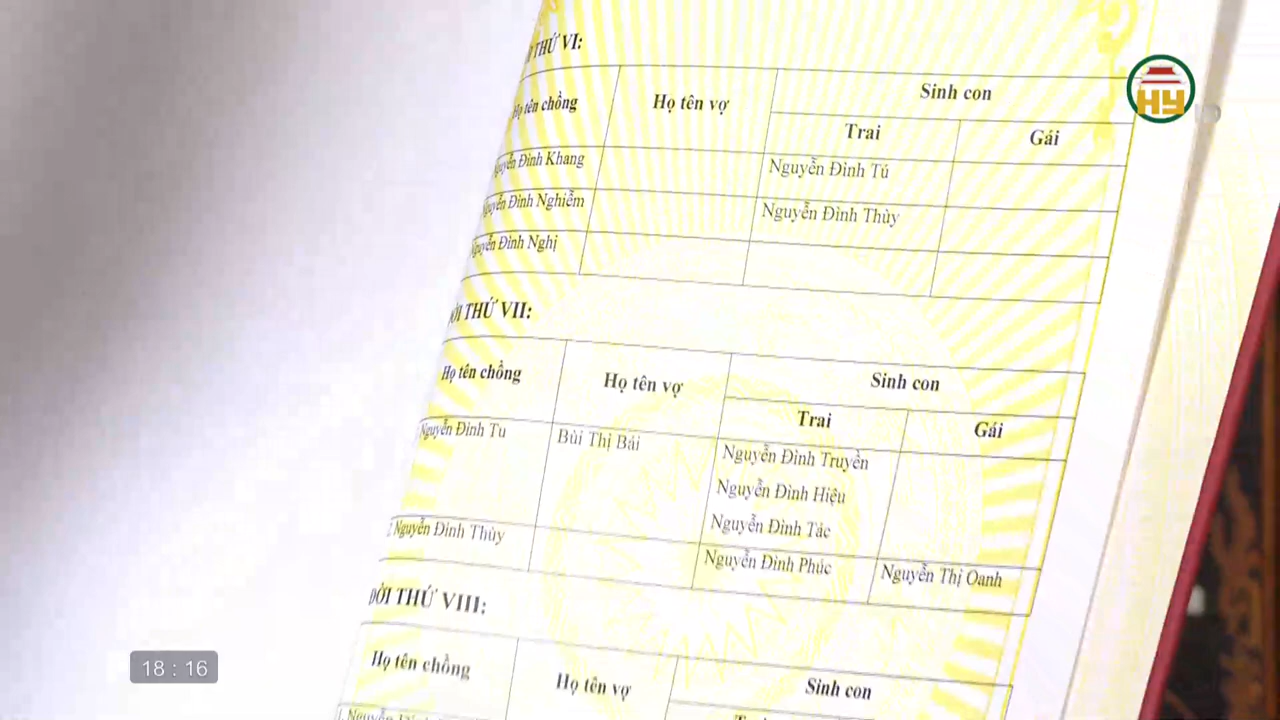 THỨ VI:
Họ tên chồng Họ tên vợ Sinh con
Trai Gái
Nguyễn Đình Khang Nguyễn Đình Tú
Nguyễn Đình Nghiễm Nguyễn Đình Thùy
Nguyễn Đình Nghị
ĐỜI THỨ VII:
Họ tên chồng Họ tên vợ Sinh con
Trai Gái
Nguyễn Đình Tu Bùi Thị Bái Nguyễn Đình Truyền
Nguyễn Đình Hiệu
Nguyễn Đình Tác
2. Nguyễn Đình Thùy Nguyễn Đình Phúc Nguyễn Thị Oanh
ĐỜI THỨ VIII:
Họ tên chồng Họ tên vợ Sinh con
HY
18 : 16